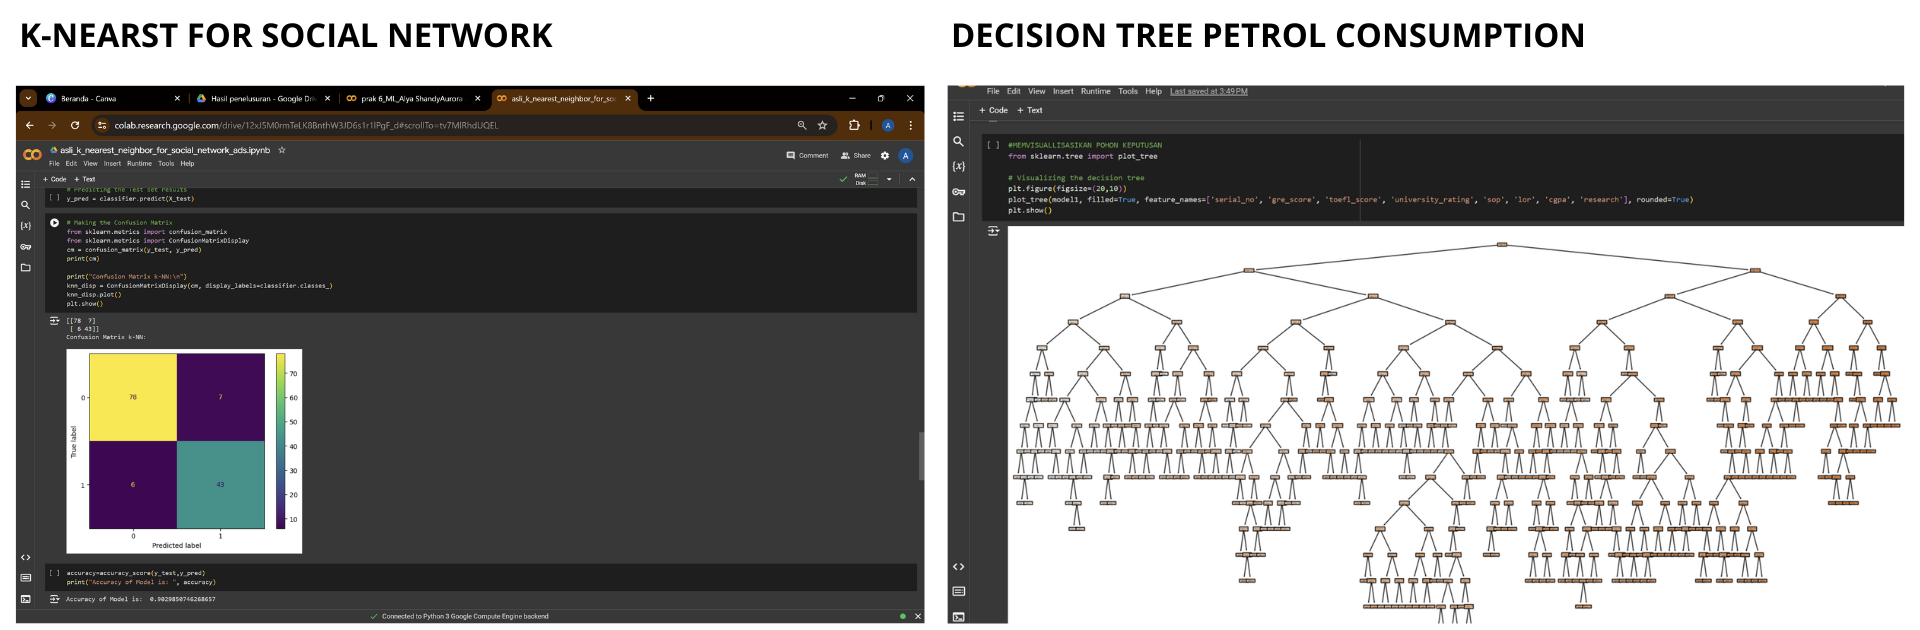 K-NEARST FOR SOCIAL NETWORK
Beranda - Canva
Hasil penelusuran - Google Dri
prak 6_ML_Alya ShandyAurora
asli_k_nearest_neighbor_for_so
colab.research.google.com/drive/12xJ5M0rmTeLK8BnthW3JD6s1r1lPgF_d#scrollTo=tv7MlRhdUQEL
asli_k_nearest_neighbor_for_social_network_ads.ipynb
Comment
Share
A
File Edit View Insert Runtime Tools Help
+ Code + Text
RAM
Disk
# Predicting the Test set results
[ ] y_pred = classifier.predict(X_test)
# Making the Confusion Matrix
from sklearn.metrics import confusion_matrix
from sklearn.metrics import ConfusionMatrixDisplay
cm = confusion_matrix(y_test, y_pred)
print(cm)
print("Confusion Matrix k-NN:\n")
knn_disp = ConfusionMatrixDisplay(cm, display_labels=classifier.classes_)
knn_disp.plot()
plt.show()
[[78  7]
[ 6 43]]
Confusion Matrix k-NN:
True label
0
1
78
7
6
43
0
1
Predicted label
70
60
50
40
30
20
10
[ ] accuracy=accuracy_score(y_test,y_pred)
print("Accuracy of Model is: ", accuracy)
Accuracy of Model is:  0.9029850746268657
Connected to Python 3 Google Compute Engine backend
DECISION TREE PETROL CONSUMPTION
File Edit View Insert Runtime Tools Help Last saved at 3:49 PM
+ Code + Text
[ ] #MEMVISUALLISASIKAN POHON KEPUTUSAN
from sklearn.tree import plot_tree
# Visualizing the decision tree
plt.figure(figsize=(20,10))
plot_tree(model1, filled=True, feature_names=['serial_no', 'gre_score', 'toefl_score', 'university_rating', 'sop', 'lor', 'cgpa', 'research'], rounded=True)
plt.show()